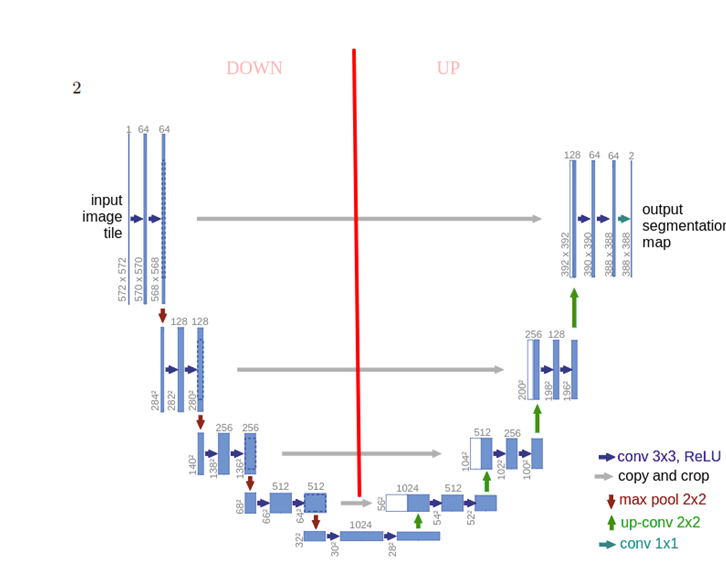 DOWN UP
2
1 64 64
128 64 64 2
input
image
tile
output
segmentation
map
572 x 572
570 x 570
568 x 568
392 x 392
390 x 390
388 x 388
388 x 388
128 128
256 128
284²
282²
280²
200²
198²
196²
256 256
512 256
140²
138²
136²
104²
102²
100²
512 512
1024 512
68²
66²
64²
56²
54²
52²
1024
32²
30²
28²
conv 3x3, ReLU
copy and crop
max pool 2x2
up-conv 2x2
conv 1x1